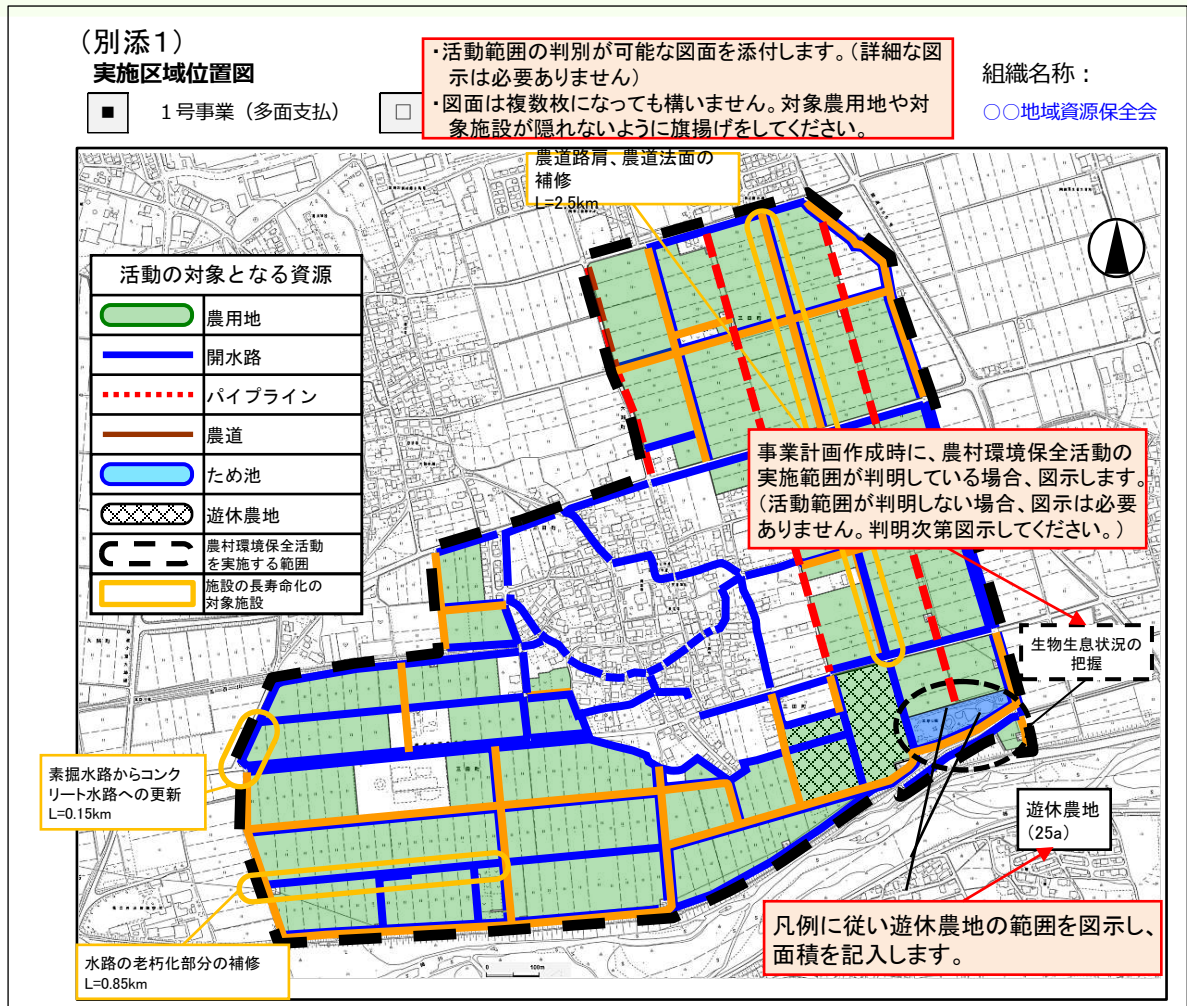 （別添１）
実施区域位置図
■ １号事業（多面支払）
□
・活動範囲の判別が可能な図面を添付します。（詳細な図
示は必要ありません）
・図面は複数枚になっても構いません。対象農用地や対
象施設が隠れないように旗揚げをしてください。
組織名称：
○○地域資源保全会
農道路肩、農道法面の
補修
L=2.5km
活動の対象となる資源
農用地
開水路
パイプライン
農道
ため池
遊休農地
農村環境保全活動
を実施する範囲
施設の長寿命化の
対象施設
事業計画作成時に、農村環境保全活動の
実施範囲が判明している場合、図示します。
（活動範囲が判明しない場合、図示は必要
ありません。判明次第図示してください。）
生物生息状況の
把握
素掘水路からコンク
リート水路への更新
L=0.15km
遊休農地
（25a）
凡例に従い遊休農地の範囲を図示し、
面積を記入します。
水路の老朽化部分の補修
L=0.85km
0 100m